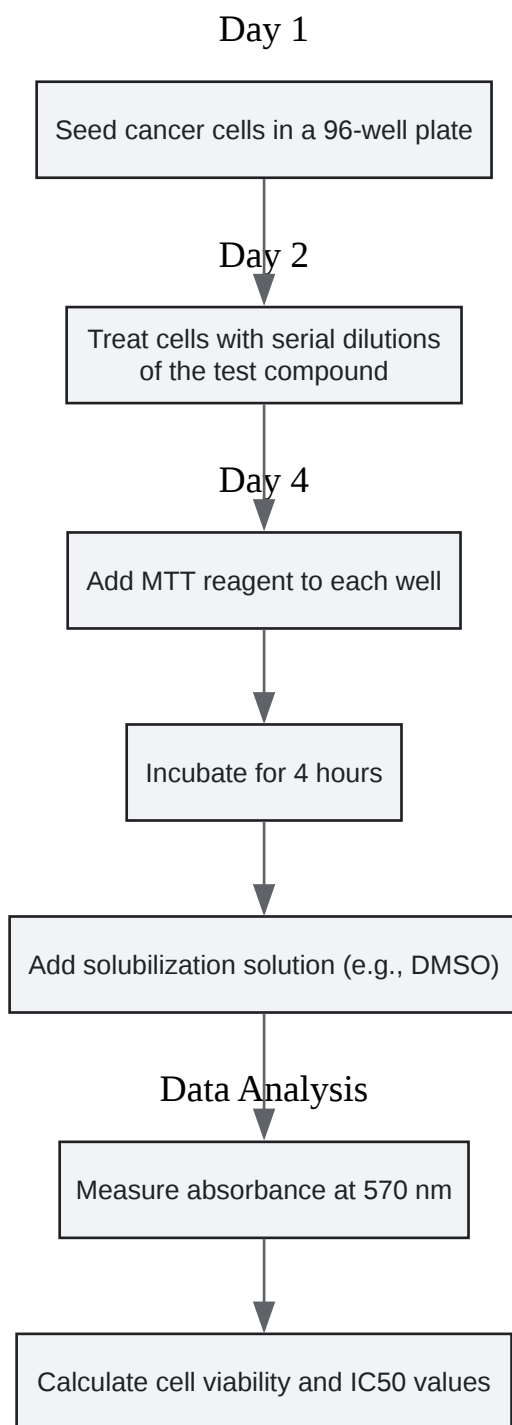 Day 1
Seed cancer cells in a 96-well plate
Day 2
Treat cells with serial dilutions
of the test compound
Day 4
Add MTT reagent to each well
Incubate for 4 hours
Add solubilization solution (e.g., DMSO)
Data Analysis
Measure absorbance at 570 nm
Calculate cell viability and IC50 values